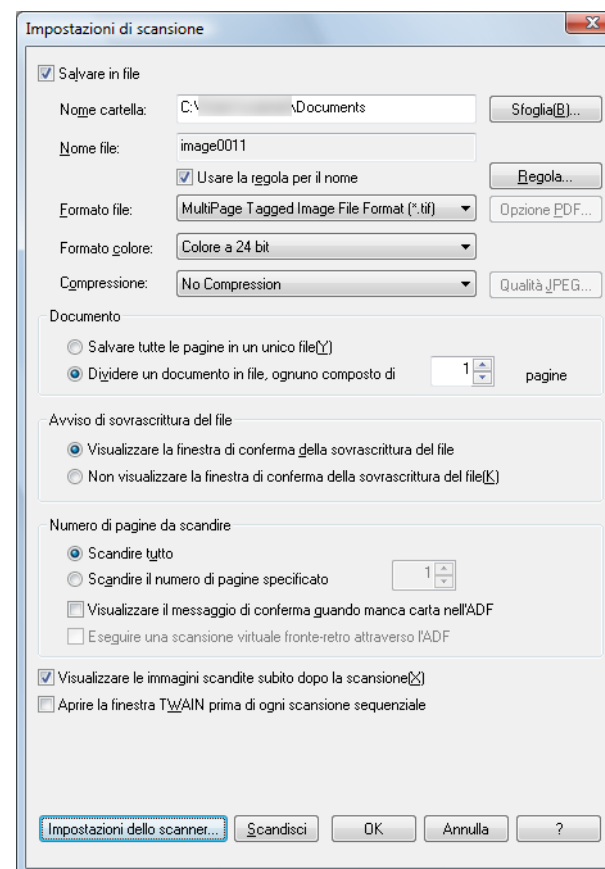 Impostazioni di scansione
Salvare in file
Nome cartella: C:\ \Documents Sfoglia(B)...
Nome file: image0011
Usare la regola per il nome Regola...
Formato file: MultiPage Tagged Image File Format (*.tif) Opzione PDF...
Formato colore: Colore a 24 bit
Compressione: No Compression Qualità JPEG...
Documento
Salvare tutte le pagine in un unico file(Y)
Dividere un documento in file, ognuno composto di 1 pagine
Avviso di sovrascrittura del file
Visualizzare la finestra di conferma della sovrascrittura del file
Non visualizzare la finestra di conferma della sovrascrittura del file(K)
Numero di pagine da scandire
Scandire tutto
Scandire il numero di pagine specificato 1
Visualizzare il messaggio di conferma quando manca carta nell'ADF
Eseguire una scansione virtuale fronte-retro attraverso l'ADF
Visualizzare le immagini scandite subito dopo la scansione(X)
Aprire la finestra TWAIN prima di ogni scansione sequenziale
Impostazioni dello scanner... Scandisci OK Annulla ?